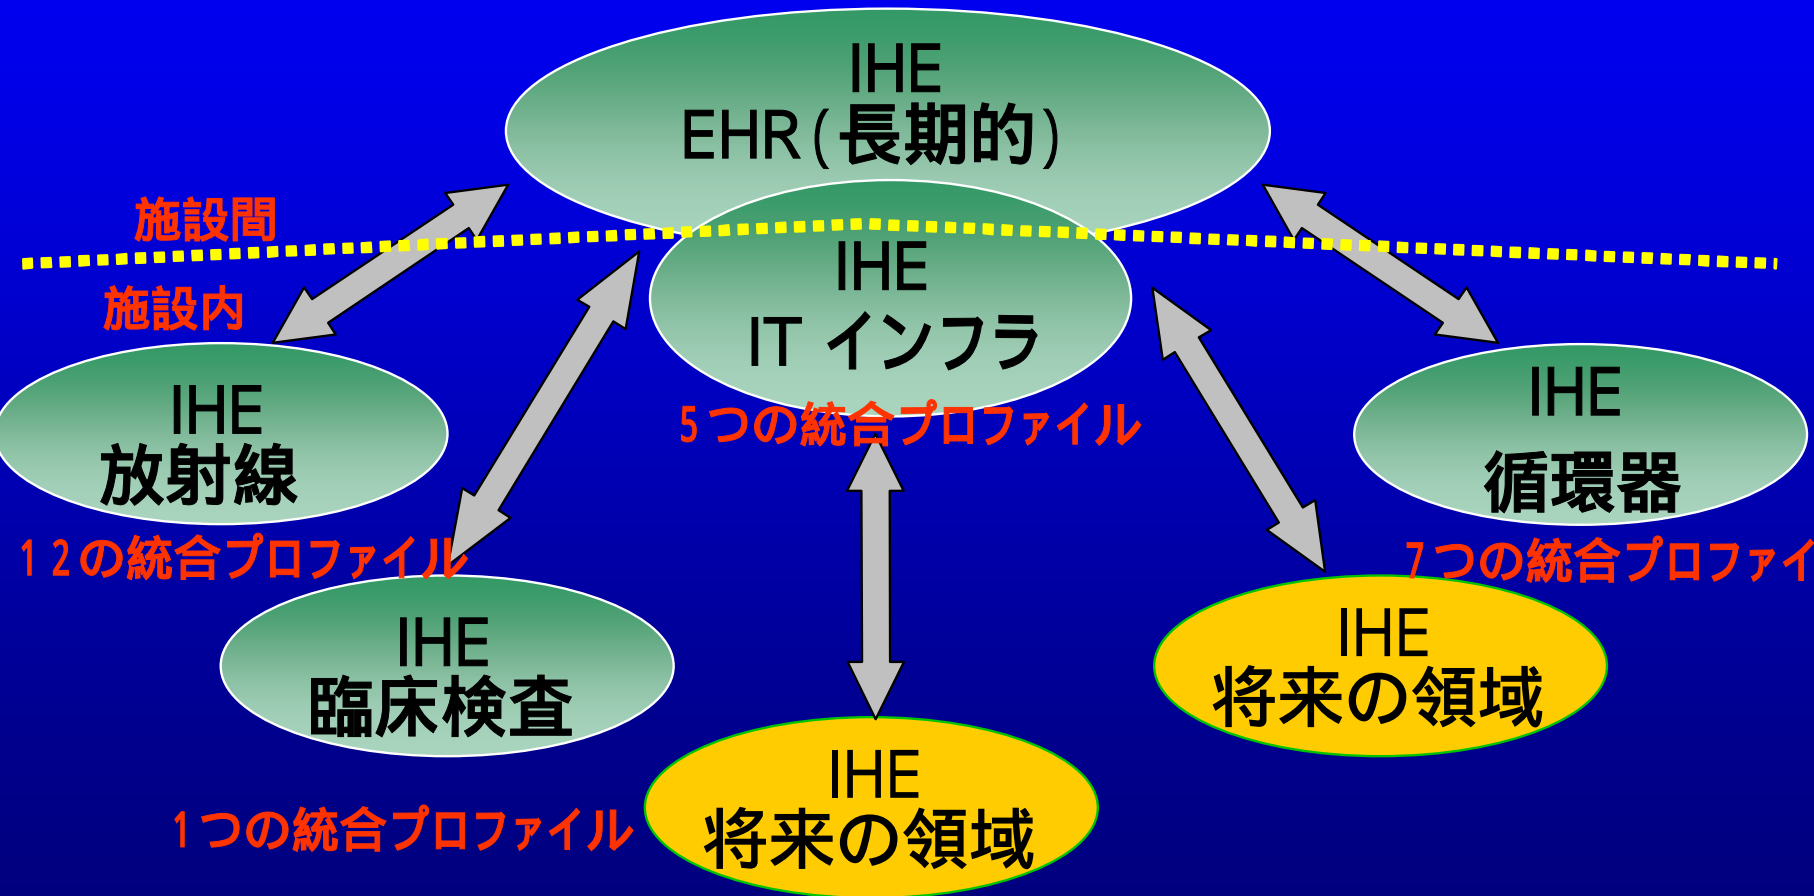 IHE
EHR(長期的)
施設間
施設内
IHE
IT インフラ
5つの統合プロファイル
IHE
放射線
12の統合プロファイル
IHE
循環器
7つの統合プロファイ
IHE
臨床検査
1つの統合プロファイル
IHE
将来の領域
IHE
将来の領域